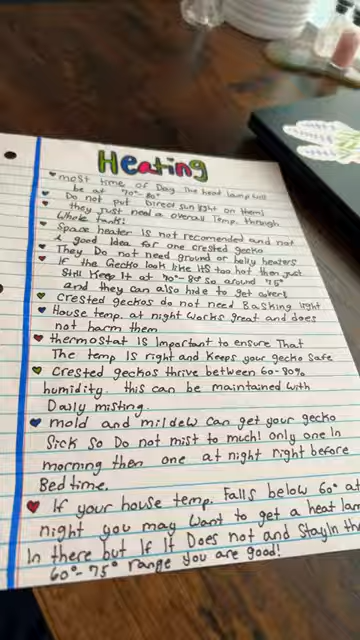 Heating
most time of Day The heat lamp will
be at 70°-80°
Do not put Direct sun light on them!
they Just need a overall Temp. through
whole tank!
Space heater is not recomended and not
a good Idea for one crested gecko
They Do not need ground or belly heaters
If the Gecko look like its too hot then Just
still Keep It at 70°-80° so around 75°
and they can also hide to get
Crested geckos do not need Basking light
House temp. at night works great and does
not harm them
thermostat Is Important to ensure That
The temp Is right and Keeps your gecko safe
Crested geckos thrive between 60-80%
humidity. this can be maintained with
Daily misting.
mold and mildew can get your gecko
Sick so Do not mist to much! only one In
morning then one at night night before
Bedtime.
If your house temp. Falls below 60° at
night you may want to get a heat lam
In there but If It Does not and Stays In the
60°-75° range you are good!